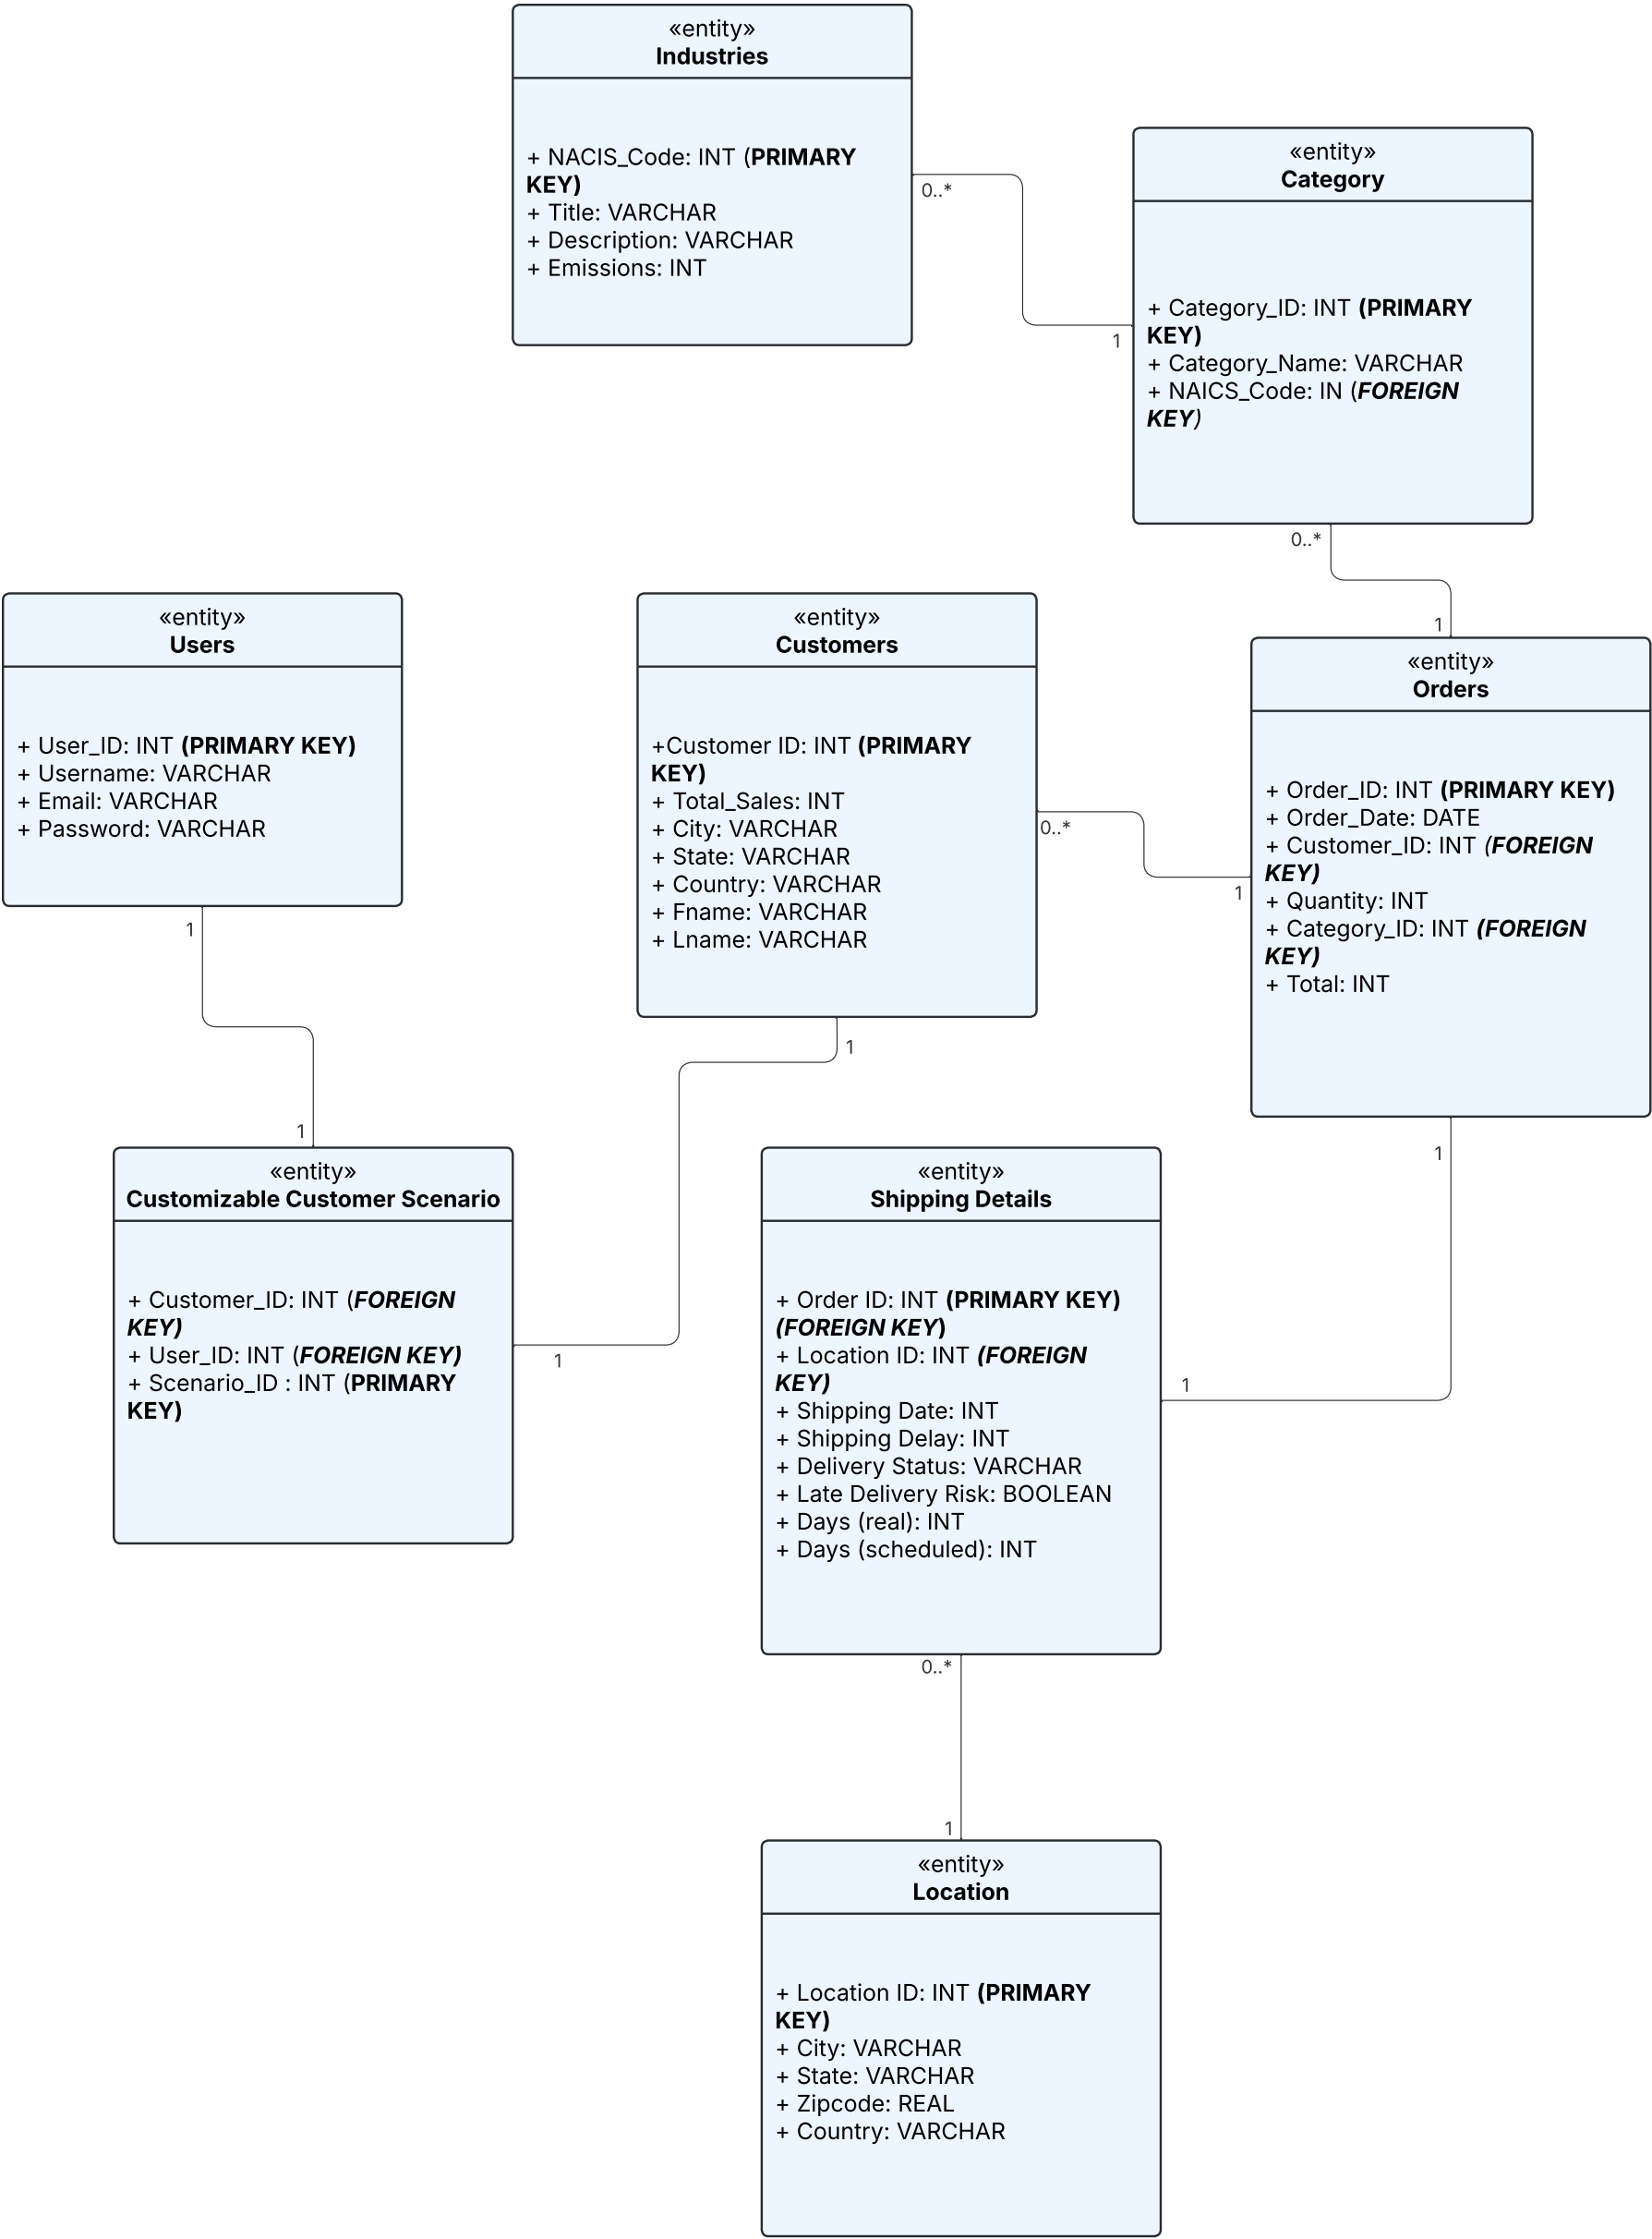 «entity»
Industries
+ NACIS_Code: INT (PRIMARY
KEY)
+ Title: VARCHAR
+ Description: VARCHAR
+ Emissions: INT
0..*
1
«entity»
Category
+ Category_ID: INT (PRIMARY
KEY)
+ Category_Name: VARCHAR
+ NAICS_Code: IN (FOREIGN
KEY)
0..*
1
«entity»
Users
+ User_ID: INT (PRIMARY KEY)
+ Username: VARCHAR
+ Email: VARCHAR
+ Password: VARCHAR
1
1
«entity»
Customers
+Customer ID: INT (PRIMARY
KEY)
+ Total_Sales: INT
+ City: VARCHAR
+ State: VARCHAR
+ Country: VARCHAR
+ Fname: VARCHAR
+ Lname: VARCHAR
0..*
1
1
1
«entity»
Orders
+ Order_ID: INT (PRIMARY KEY)
+ Order_Date: DATE
+ Customer_ID: INT (FOREIGN
KEY)
+ Quantity: INT
+ Category_ID: INT (FOREIGN
KEY)
+ Total: INT
1
1
«entity»
Customizable Customer Scenario
+ Customer_ID: INT (FOREIGN
KEY)
+ User_ID: INT (FOREIGN KEY)
+ Scenario_ID : INT (PRIMARY
KEY)
«entity»
Shipping Details
+ Order ID: INT (PRIMARY KEY)
(FOREIGN KEY)
+ Location ID: INT (FOREIGN
KEY)
+ Shipping Date: INT
+ Shipping Delay: INT
+ Delivery Status: VARCHAR
+ Late Delivery Risk: BOOLEAN
+ Days (real): INT
+ Days (scheduled): INT
0..*
1
«entity»
Location
+ Location ID: INT (PRIMARY
KEY)
+ City: VARCHAR
+ State: VARCHAR
+ Zipcode: REAL
+ Country: VARCHAR